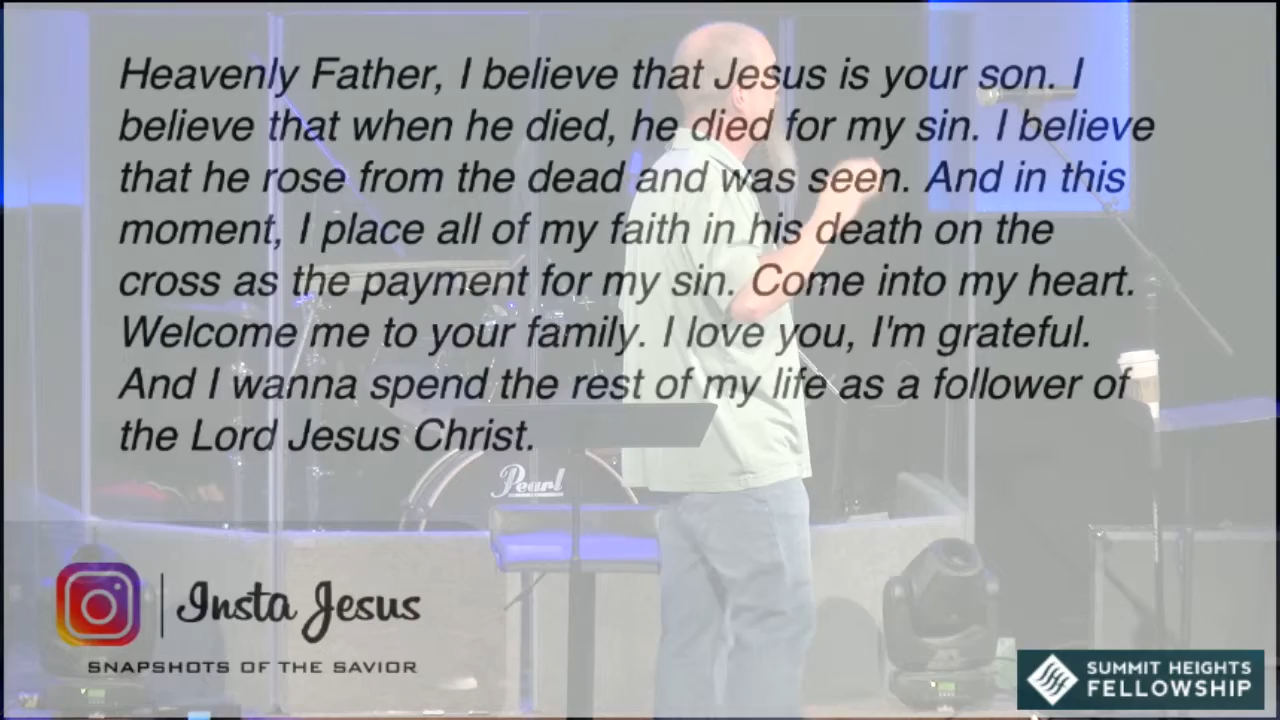 Heavenly Father, I believe that Jesus is your son. I
believe that when he died, he died for my sin. I believe
that he rose from the dead and was seen. And in this
moment, I place all of my faith in his death on the
cross as the payment for my sin. Come into my heart.
Welcome me to your family. I love you, I'm grateful.
And I wanna spend the rest of my life as a follower of
the Lord Jesus Christ.
Pearl
Insta Jesus
SNAPSHOTS OF THE SAVIOR
SUMMIT HEIGHTS
FELLOWSHIP